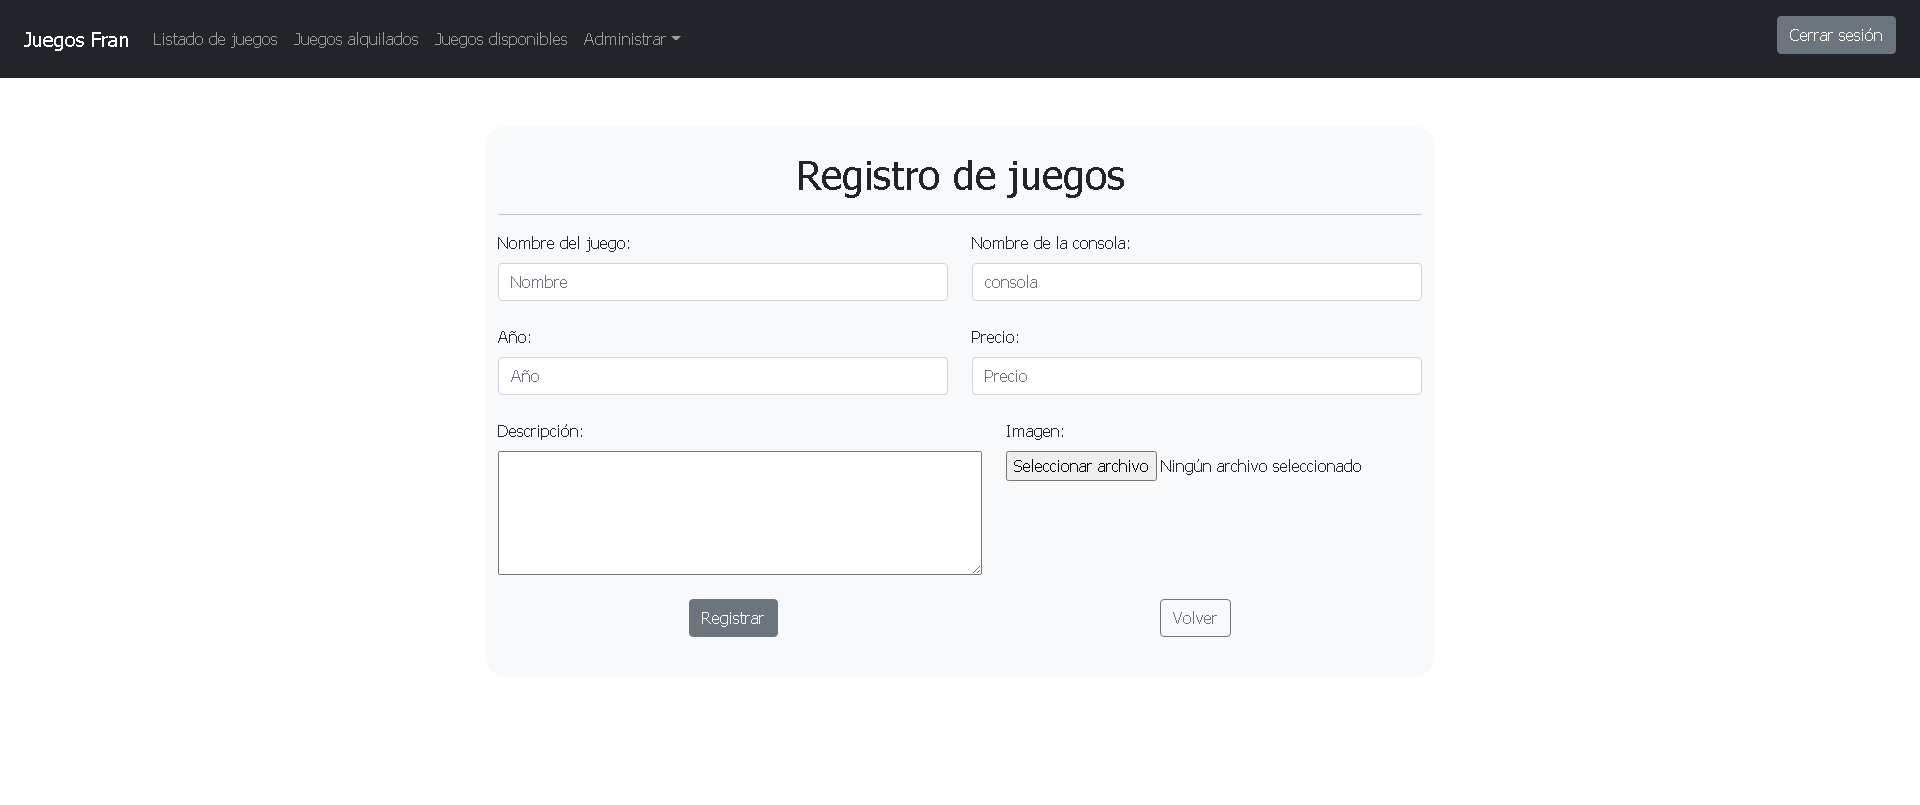 Juegos Fran Listado de juegos Juegos alquilados Juegos disponibles Administrar Cerrar sesión
Registro de juegos
Nombre del juego: Nombre de la consola:
Nombre consola
Año: Precio:
Año Precio
Descripción: Imagen:
Seleccionar archivo Ningún archivo seleccionado
Registrar Volver